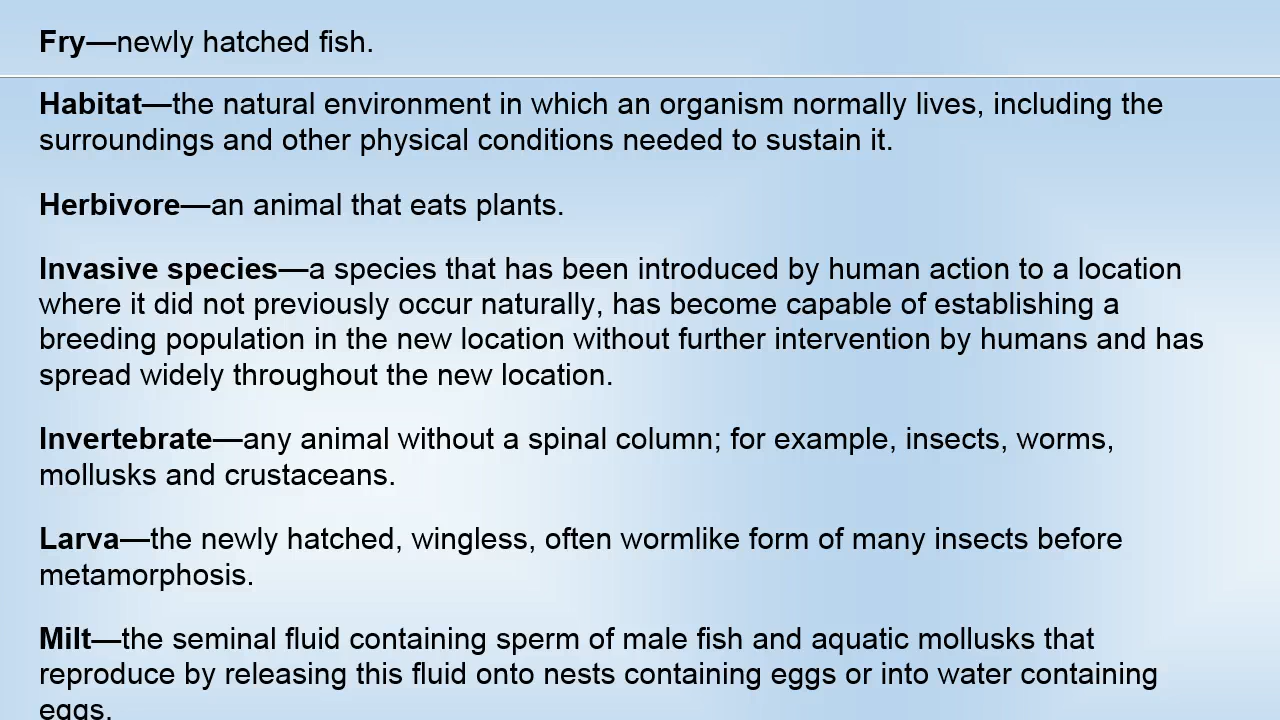 Fry—newly hatched fish.
Habitat—the natural environment in which an organism normally lives, including the
surroundings and other physical conditions needed to sustain it.
Herbivore—an animal that eats plants.
Invasive species—a species that has been introduced by human action to a location
where it did not previously occur naturally, has become capable of establishing a
breeding population in the new location without further intervention by humans and has
spread widely throughout the new location.
Invertebrate—any animal without a spinal column; for example, insects, worms,
mollusks and crustaceans.
Larva—the newly hatched, wingless, often wormlike form of many insects before
metamorphosis.
Milt—the seminal fluid containing sperm of male fish and aquatic mollusks that
reproduce by releasing this fluid onto nests containing eggs or into water containing
eggs.